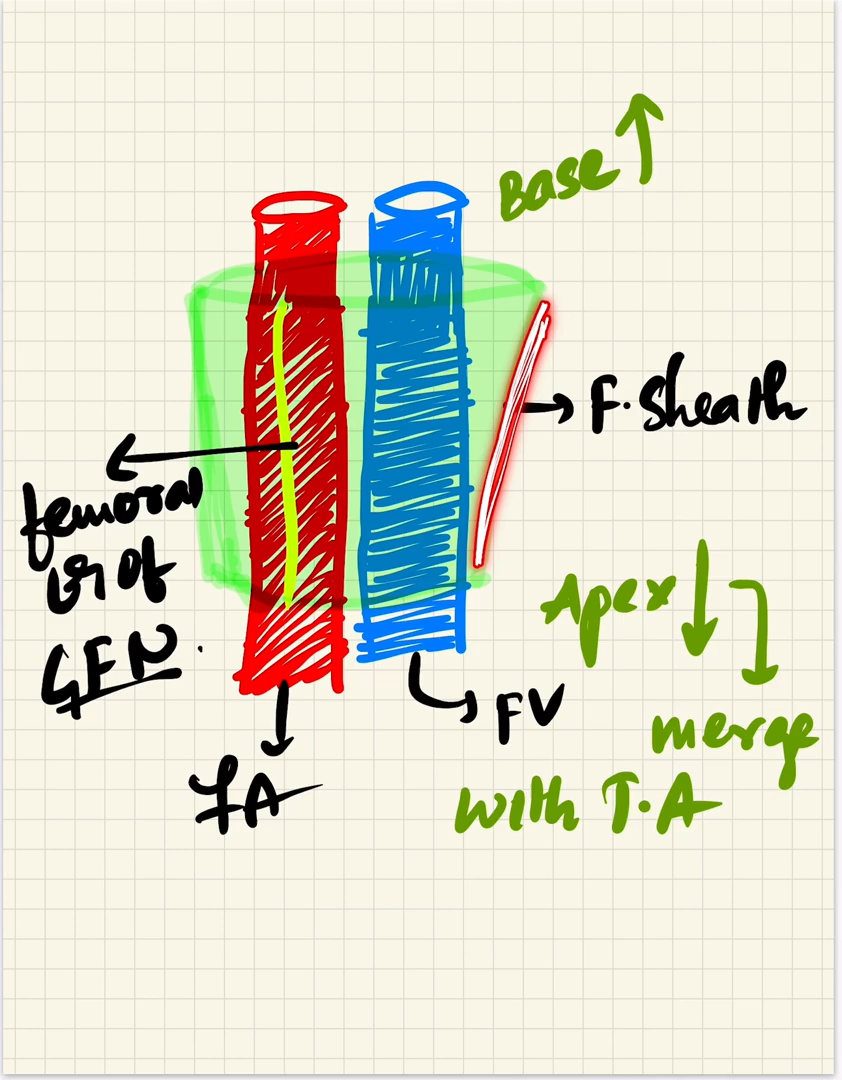 Base ↑
→ F. Sheath
femoral
br of
GFN.
Apex ↓
merge
with T.A
FV
FA